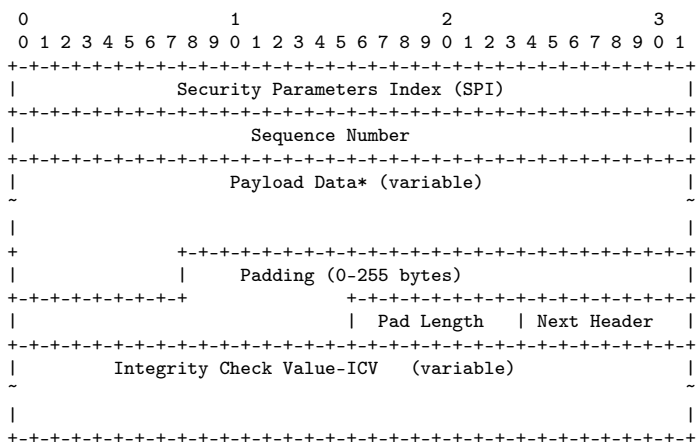 0 1 2 3
0 1 2 3 4 5 6 7 8 9 0 1 2 3 4 5 6 7 8 9 0 1 2 3 4 5 6 7 8 9 0 1
+-+-+-+-+-+-+-+-+-+-+-+-+-+-+-+-+-+-+-+-+-+-+-+-+-+-+-+-+-+-+-+-+
| Security Parameters Index (SPI) |
+-+-+-+-+-+-+-+-+-+-+-+-+-+-+-+-+-+-+-+-+-+-+-+-+-+-+-+-+-+-+-+-+
| Sequence Number |
+-+-+-+-+-+-+-+-+-+-+-+-+-+-+-+-+-+-+-+-+-+-+-+-+-+-+-+-+-+-+-+-+
| Payload Data* (variable) |
~ ~
| |
+ +-+-+-+-+-+-+-+-+-+-+-+-+-+-+-+-+-+-+-+-+-+-+-+-+
| | Padding (0-255 bytes) |
+-+-+-+-+-+-+-+-+ +-+-+-+-+-+-+-+-+-+-+-+-+-+-+-+-+
| | Pad Length | Next Header |
+-+-+-+-+-+-+-+-+-+-+-+-+-+-+-+-+-+-+-+-+-+-+-+-+-+-+-+-+-+-+-+-+
| Integrity Check Value-ICV (variable) |
~ ~
| |
+-+-+-+-+-+-+-+-+-+-+-+-+-+-+-+-+-+-+-+-+-+-+-+-+-+-+-+-+-+-+-+-+